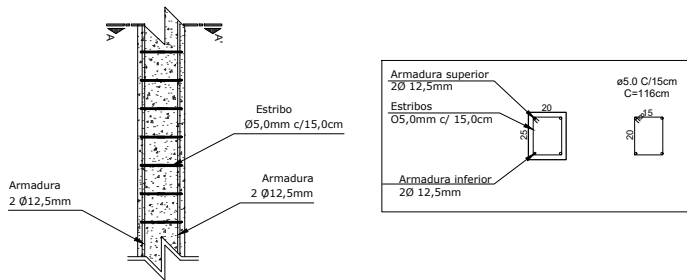 A
A'
Estribo
Ø5,0mm c/15,0cm
Armadura
2 Ø12,5mm
Armadura
2 Ø12,5mm
Armadura superior
2Ø 12,5mm
Estribos
O5,0mm c/ 15,0cm
Armadura inferior
2Ø 12,5mm
20
25
ø5.0 C/15cm
C=116cm
15
20